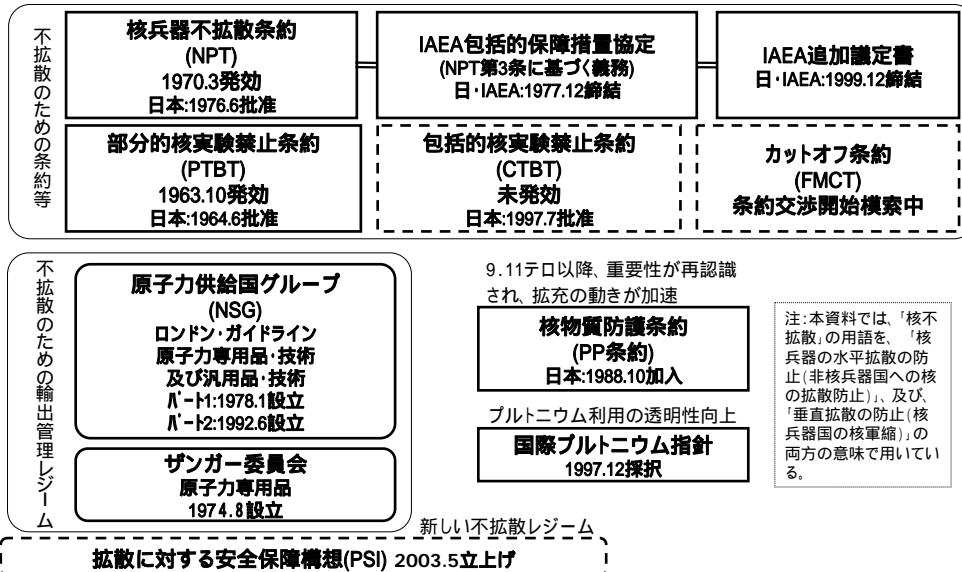 不拡散のための条約等
核兵器不拡散条約
(NPT)
1970.3発効
日本:1976.6批准
IAEA包括的保障措置協定
(NPT第3条に基づく義務)
日・IAEA:1977.12締結
IAEA追加議定書
日・IAEA:1999.12締結
部分的核実験禁止条約
(PTBT)
1963.10発効
日本:1964.6批准
包括的核実験禁止条約
(CTBT)
未発効
日本:1997.7批准
カットオフ条約
(FMCT)
条約交渉開始模索中
不拡散のための輸出管理レジーム
原子力供給国グループ
(NSG)
ロンドン・ガイドライン
原子力専用品・技術
及び汎用品・技術
パート1:1978.1設立
パート2:1992.6設立
ザンガー委員会
原子力専用品
1974.8設立
9.11テロ以降、重要性が再認識
され、拡充の動きが加速
核物質防護条約
(PP条約)
日本:1988.10加入
プルトニウム利用の透明性向上
国際プルトニウム指針
1997.12採択
注:本資料では、「核不
拡散」の用語を、「核
兵器の水平拡散の防
止(非核兵器国への核
の拡散防止)」、及び、
「垂直拡散の防止(核
兵器国の核軍縮)」の
両方の意味で用いてい
る。
新しい不拡散レジーム
拡散に対する安全保障構想(PSI) 2003.5立上げ